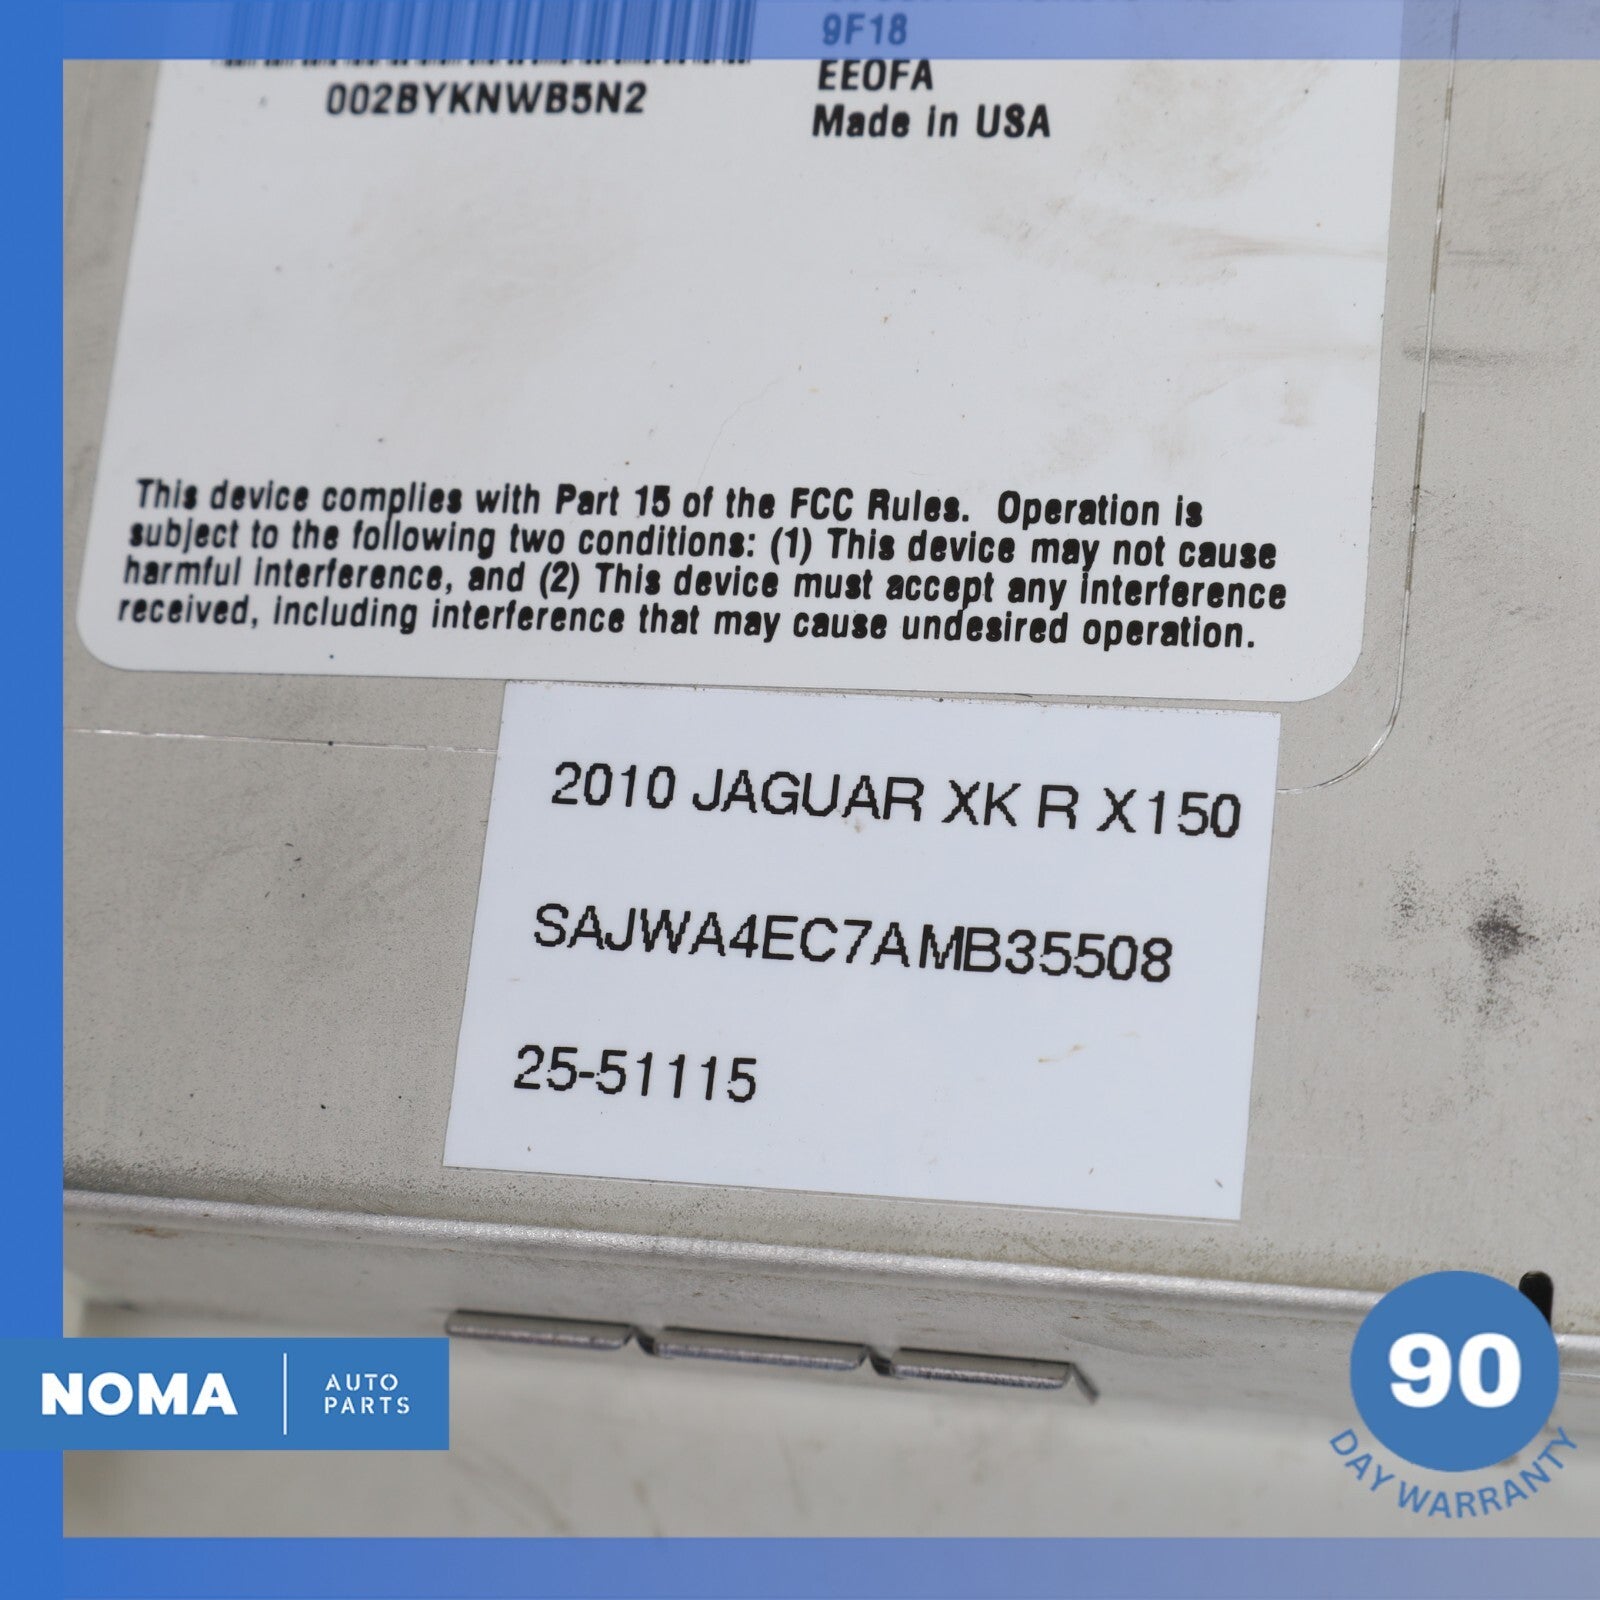 9F18
002BYKNWB5N2
EEOFA
Made in USA
This device complies with Part 15 of the FCC Rules. Operation is
subject to the following two conditions: (1) This device may not cause
harmful interference, and (2) This device must accept any interference
received, including interference that may cause undesired operation.
2010 JAGUAR XK R X150
SAJWA4EC7AMB35508
25-51115
NOMA
AUTO
PARTS
90
DAY WARRANTY